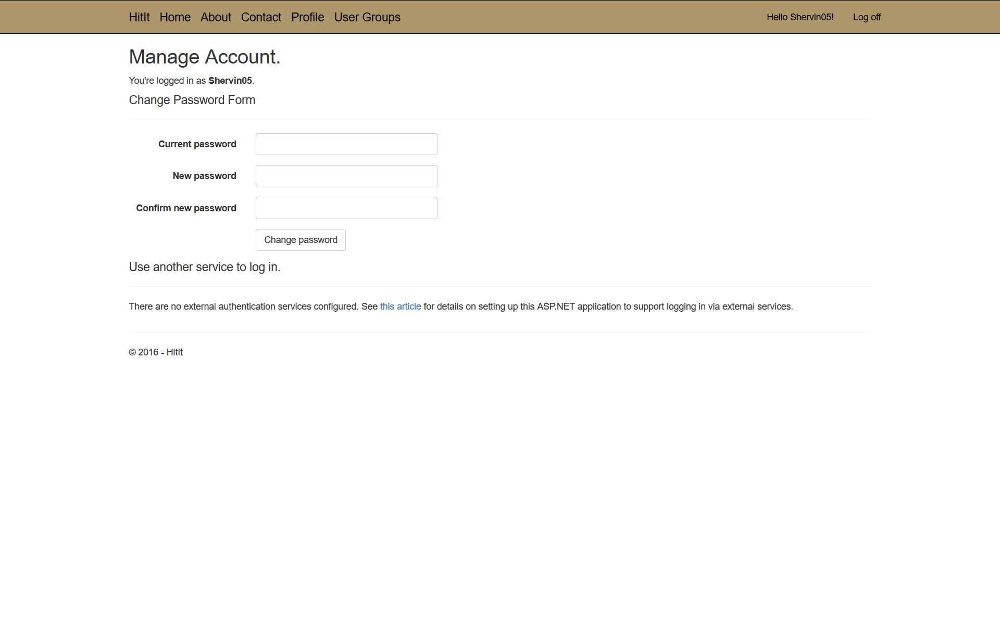 HitIt Home About Contact Profile User Groups Hello Shervin05! Log off
Manage Account.
You're logged in as Shervin05.
Change Password Form
Current password
New password
Confirm new password
Change password
Use another service to log in.
There are no external authentication services configured. See this article for details on setting up this ASP.NET application to support logging in via external services.
© 2016 - HitIt